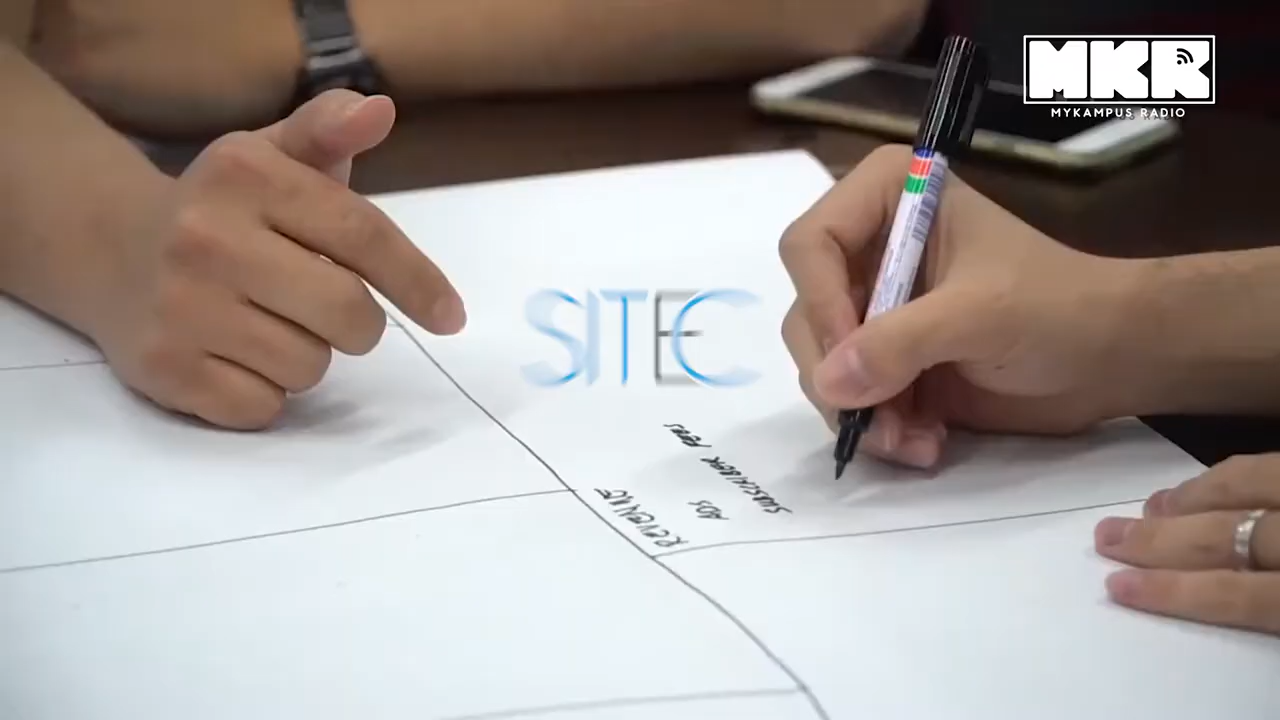 MKR
MYKAMPUS RADIO
SITEC
REVENUE
ADS
SUBSCRIBER FEES